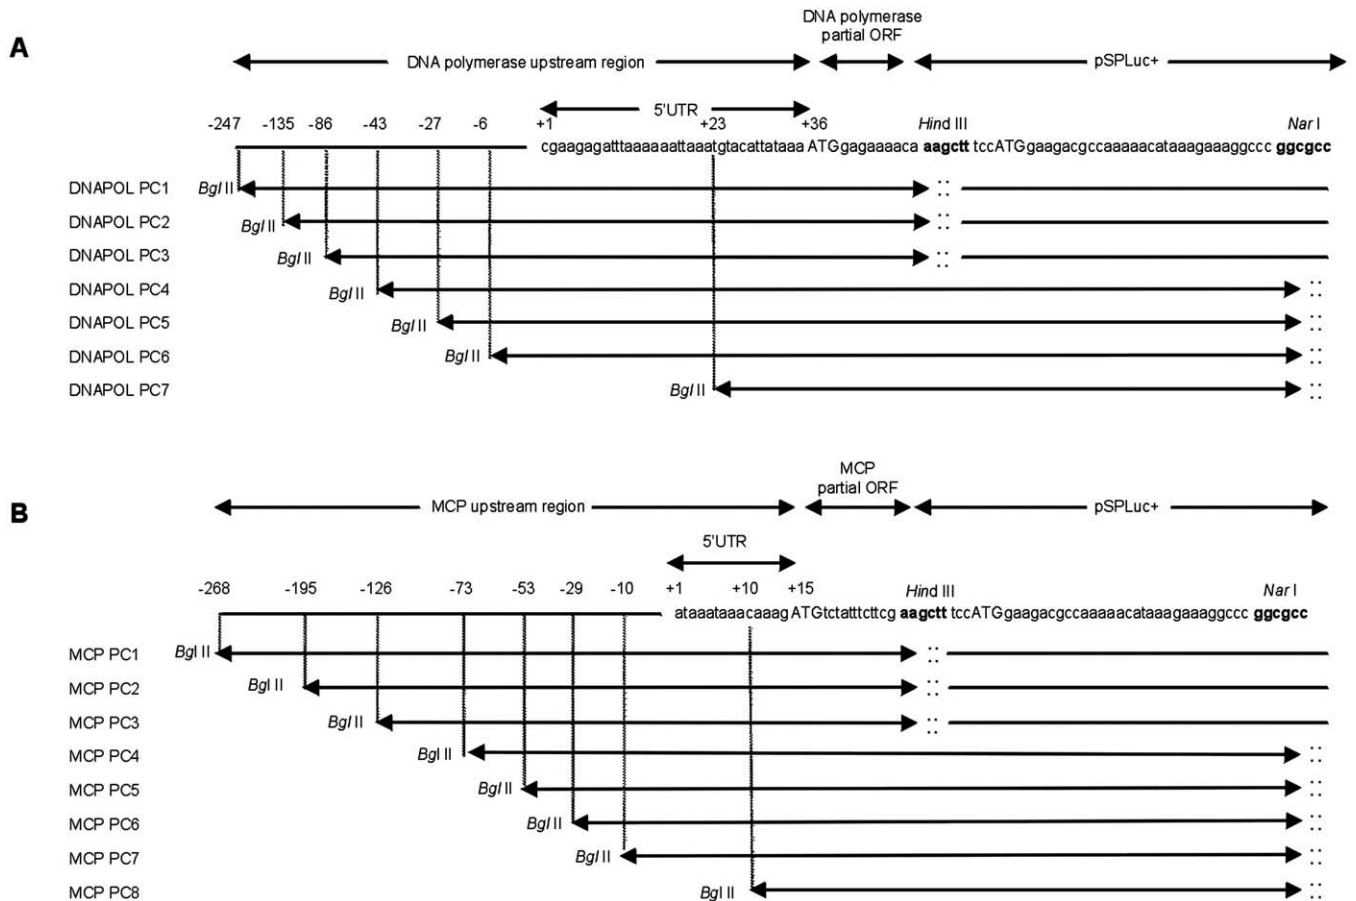 A
DNA polymerase upstream region
DNA polymerase
partial ORF
pSPLuc+
5'UTR
-247 -135 -86 -43 -27 -6 +1 +23 +36 Hind III Nar I
cgaagagatttaaaaaattaaatgtacattataaa ATGgagaaaaca aagctt tccATGgaagacgccaaaaacataaagaaaggccc ggcgcc
DNAPOL PC1 Bgl II
DNAPOL PC2 Bgl II
DNAPOL PC3 Bgl II
DNAPOL PC4 Bgl II
DNAPOL PC5 Bgl II
DNAPOL PC6 Bgl II
DNAPOL PC7 Bgl II
B
MCP upstream region
MCP
partial ORF
pSPLuc+
5'UTR
-268 -195 -126 -73 -53 -29 -10 +1 +10 +15 Hind III Nar I
ataaataaacaaag ATGtctatttcttcg aagctt tccATGgaagacgccaaaaacataaagaaaggccc ggcgcc
MCP PC1 Bgl II
MCP PC2 Bgl II
MCP PC3 Bgl II
MCP PC4 Bgl II
MCP PC5 Bgl II
MCP PC6 Bgl II
MCP PC7 Bgl II
MCP PC8 Bgl II